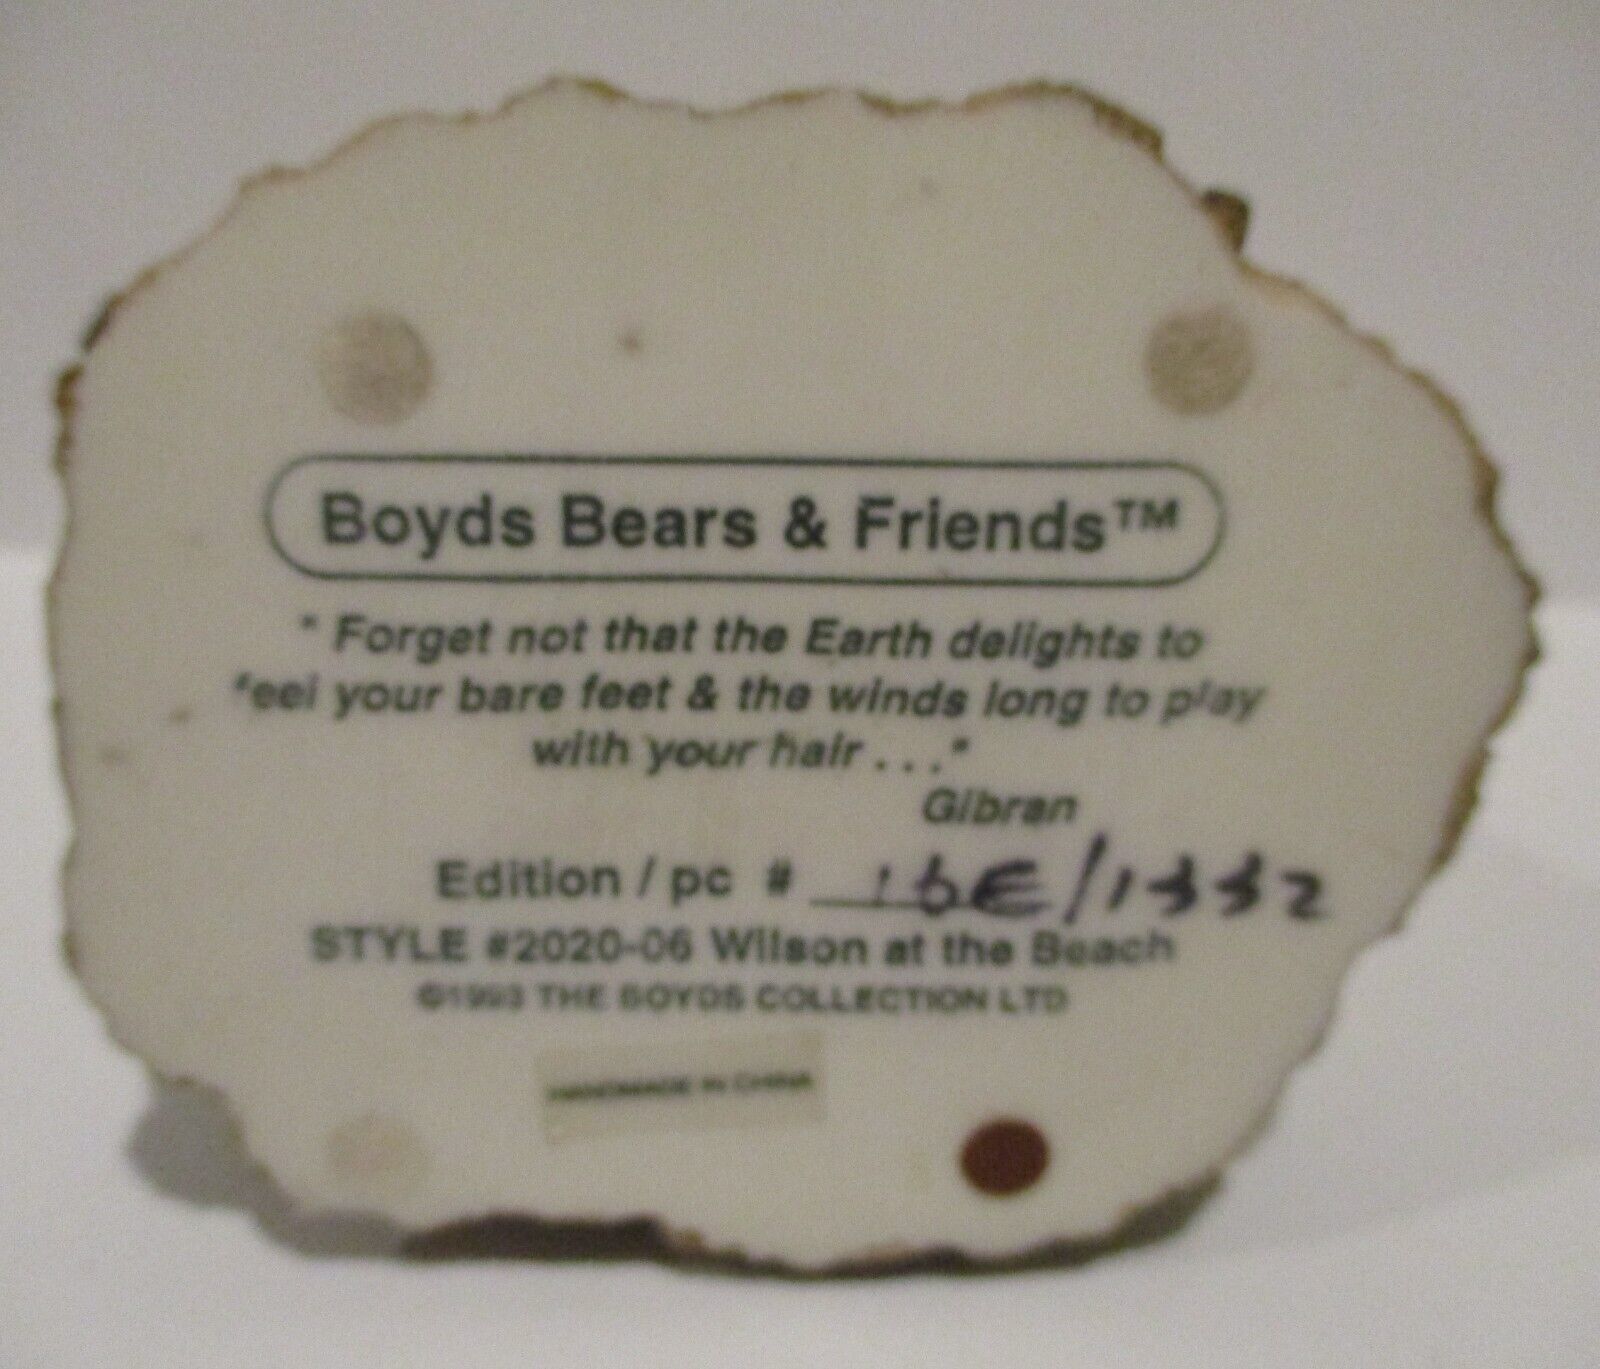 Boyds Bears & Friends™
" Forget not that the Earth delights to
feel your bare feet & the winds long to play
with your hair . . ."
Gibran
Edition / pc # 16E/1332
STYLE #2020-06 Wilson at the Beach
©1993 THE BOYDS COLLECTION LTD
HANDMADE IN CHINA